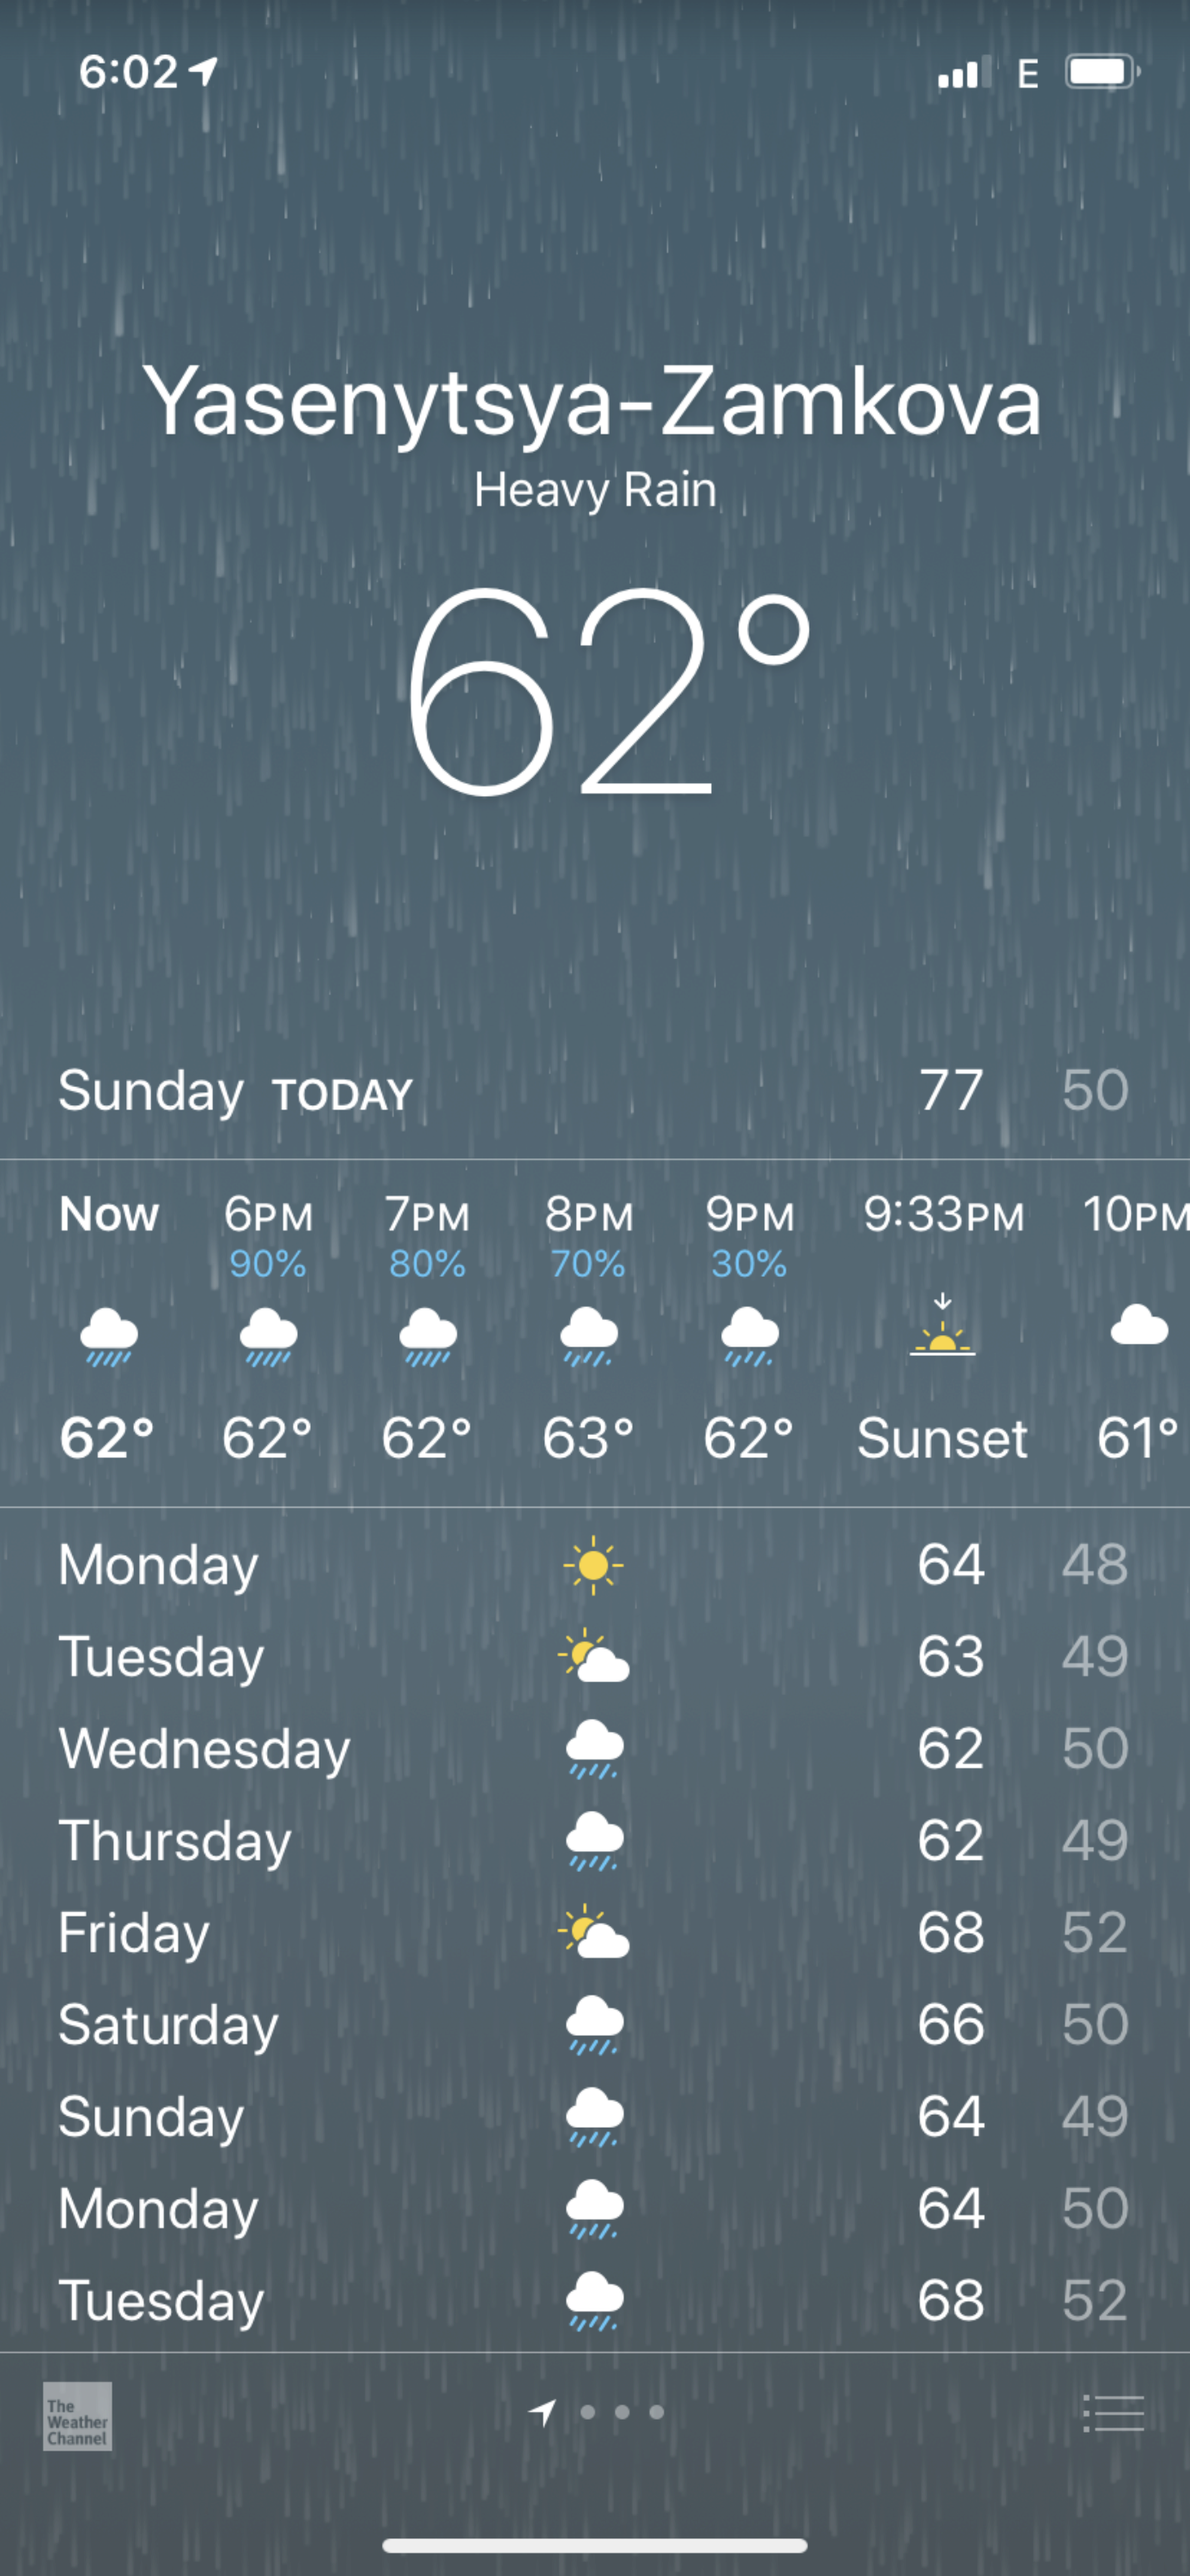 6:02 E
Yasenytsya-Zamkova
Heavy Rain
62°
Sunday TODAY 77 50
Now 6PM 7PM 8PM 9PM 9:33PM 10PM
90% 80% 70% 30%
62° 62° 62° 63° 62° Sunset 61°
Monday 64 48
Tuesday 63 49
Wednesday 62 50
Thursday 62 49
Friday 68 52
Saturday 66 50
Sunday 64 49
Monday 64 50
Tuesday 68 52
The
Weather
Channel